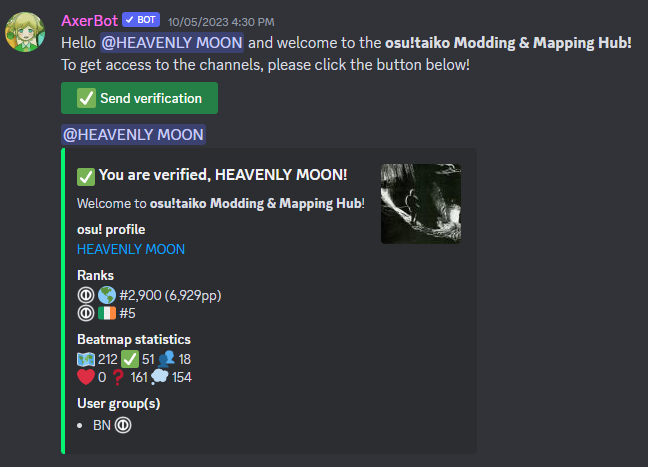 AxerBot ✓ BOT 10/05/2023 4:30 PM
Hello @HEAVENLY MOON and welcome to the osu!taiko Modding & Mapping Hub!
To get access to the channels, please click the button below!
✅ Send verification
@HEAVENLY MOON
✅ You are verified, HEAVENLY MOON!
Welcome to osu!taiko Modding & Mapping Hub!
osu! profile
HEAVENLY MOON
Ranks
#2,900 (6,929pp)
#5
Beatmap statistics
212 ✅ 51 👥 18
❤️ 0 ❓ 161 💭 154
User group(s)
• BN